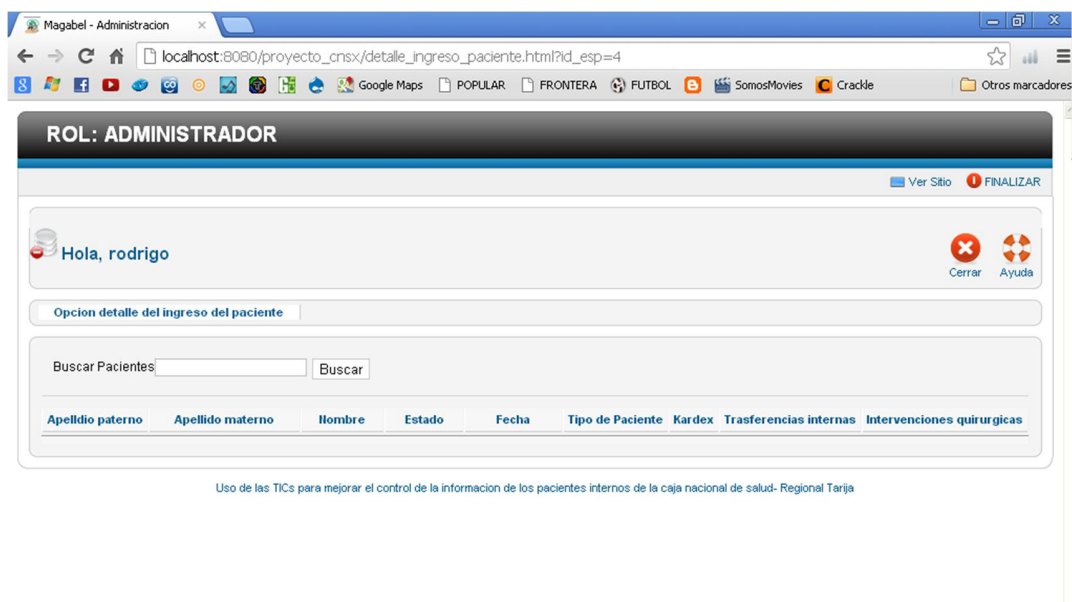 Magabel - Administracion
localhost:8080/proyecto_cnsx/detalle_ingreso_paciente.html?id_esp=4
Google Maps POPULAR FRONTERA FUTBOL SomosMovies Crackle Otros marcadores
ROL: ADMINISTRADOR
Ver Sitio FINALIZAR
Hola, rodrigo
Cerrar Ayuda
Opcion detalle del ingreso del paciente
Buscar Pacientes Buscar
Apelldio paterno Apellido materno Nombre Estado Fecha Tipo de Paciente Kardex Trasferencias internas Intervenciones quirurgicas
Uso de las TICs para mejorar el control de la informacion de los pacientes internos de la caja nacional de salud- Regional Tarija